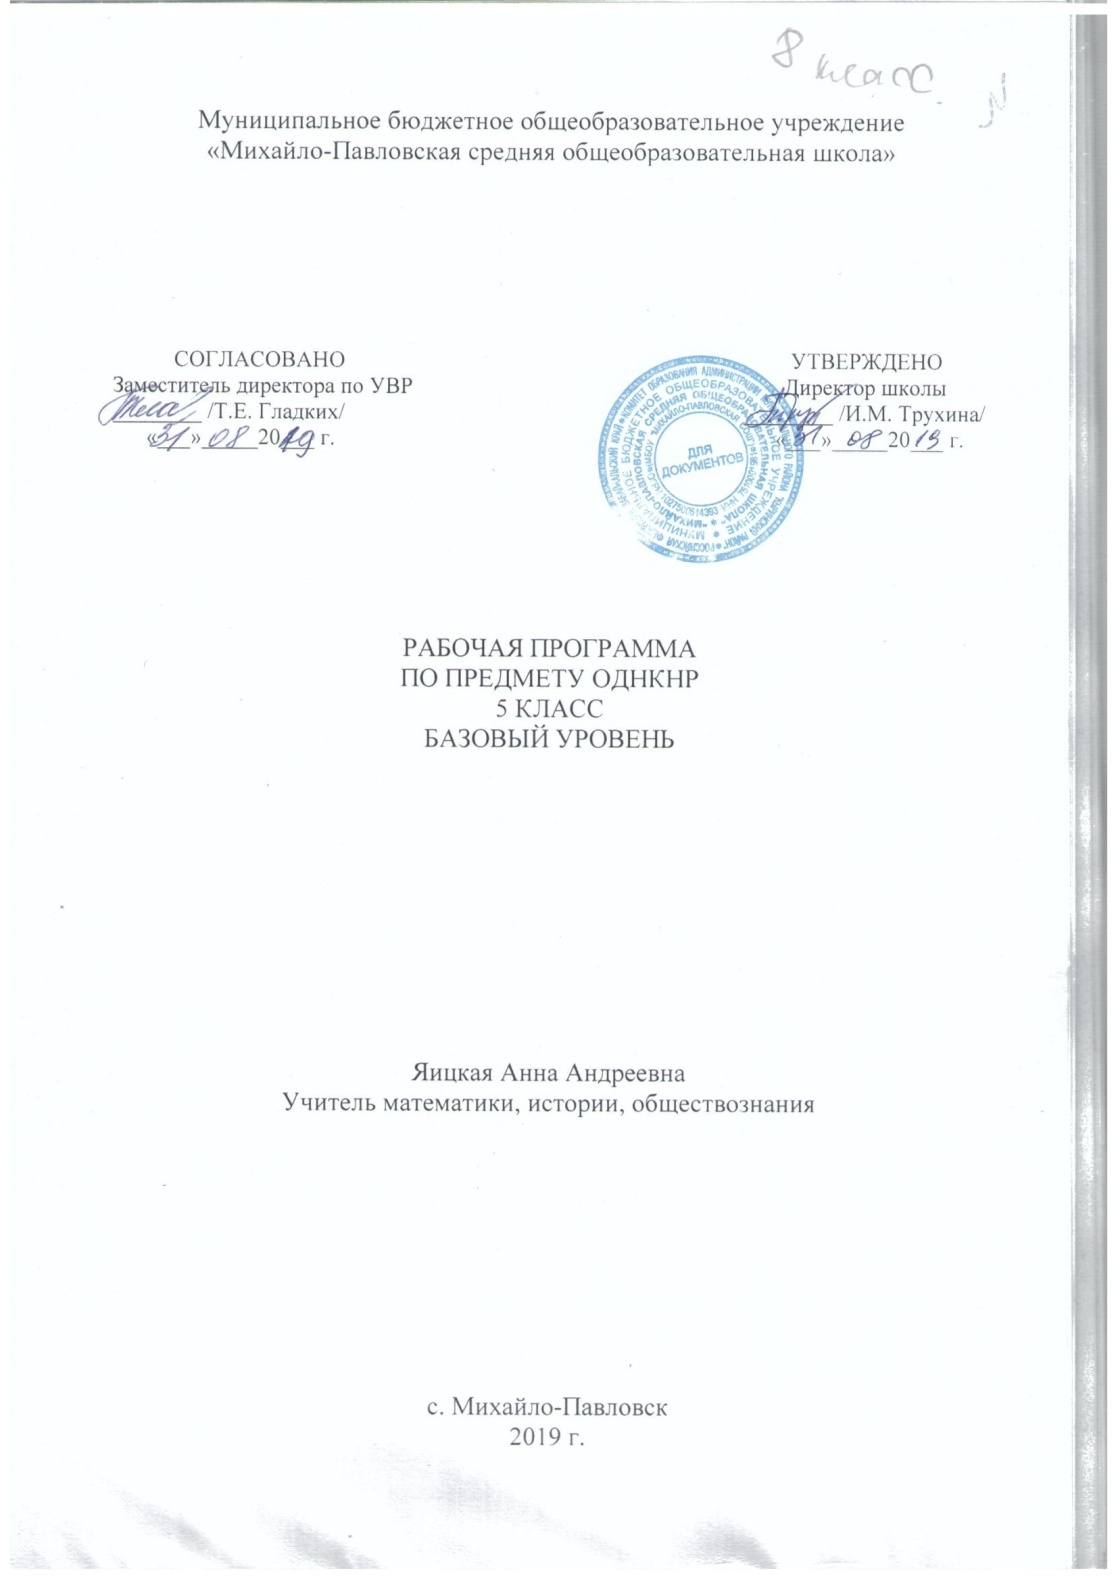 8 класс
Муниципальное бюджетное общеобразовательное учреждение
«Михайло-Павловская средняя общеобразовательная школа»
СОГЛАСОВАНО
Заместитель директора по УВР
/Т.Е. Гладких/
«31» 08 2019 г.
УТВЕРЖДЕНО
Директор школы
/И.М. Трухина/
«31» 08 2019 г.
ДЛЯ
ДОКУМЕНТОВ
РАБОЧАЯ ПРОГРАММА
ПО ПРЕДМЕТУ ОДНКНР
5 КЛАСС
БАЗОВЫЙ УРОВЕНЬ
Яицкая Анна Андреевна
Учитель математики, истории, обществознания
с. Михайло-Павловск
2019 г.